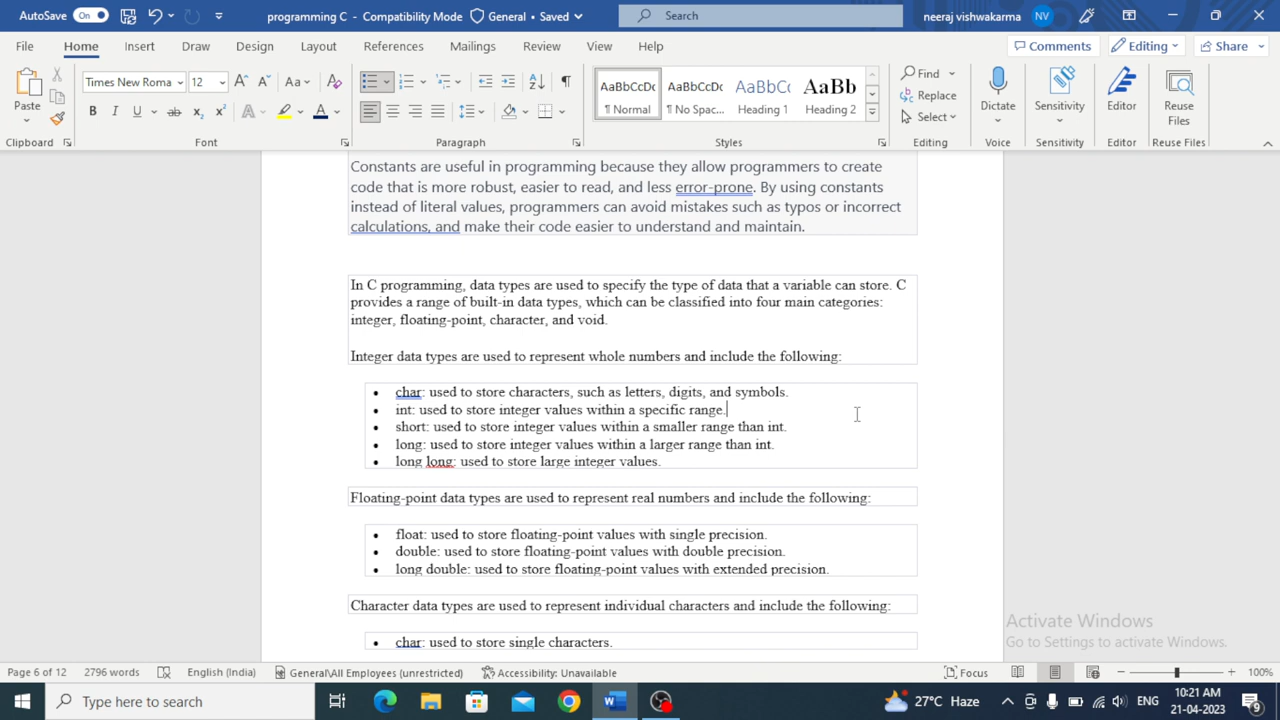 AutoSave On programming C - Compatibility Mode General - Saved Search neeraj vishwakarma NV
File Home Insert Draw Design Layout References Mailings Review View Help Comments Editing Share
Paste Times New Roma 12 Aa AaBbCcDc AaBbCcDc AaBbCc AaBb Find Replace Select Dictate Sensitivity Editor Reuse Files
¶ Normal ¶ No Spac... Heading 1 Heading 2
Clipboard Font Paragraph Styles Editing Voice Sensitivity Editor Reuse Files
Constants are useful in programming because they allow programmers to create
code that is more robust, easier to read, and less error-prone. By using constants
instead of literal values, programmers can avoid mistakes such as typos or incorrect
calculations, and make their code easier to understand and maintain.
In C programming, data types are used to specify the type of data that a variable can store. C
provides a range of built-in data types, which can be classified into four main categories:
integer, floating-point, character, and void.
Integer data types are used to represent whole numbers and include the following:
• char: used to store characters, such as letters, digits, and symbols.
• int: used to store integer values within a specific range.
• short: used to store integer values within a smaller range than int.
• long: used to store integer values within a larger range than int.
• long long: used to store large integer values.
Floating-point data types are used to represent real numbers and include the following:
• float: used to store floating-point values with single precision.
• double: used to store floating-point values with double precision.
• long double: used to store floating-point values with extended precision.
Character data types are used to represent individual characters and include the following:
• char: used to store single characters.
Activate Windows
Go to Settings to activate Windows.
Page 6 of 12 2796 words English (India) General\All Employees (unrestricted) Accessibility: Unavailable Focus 100%
Type here to search 27°C Haze ENG 10:21 AM 21-04-2023 9